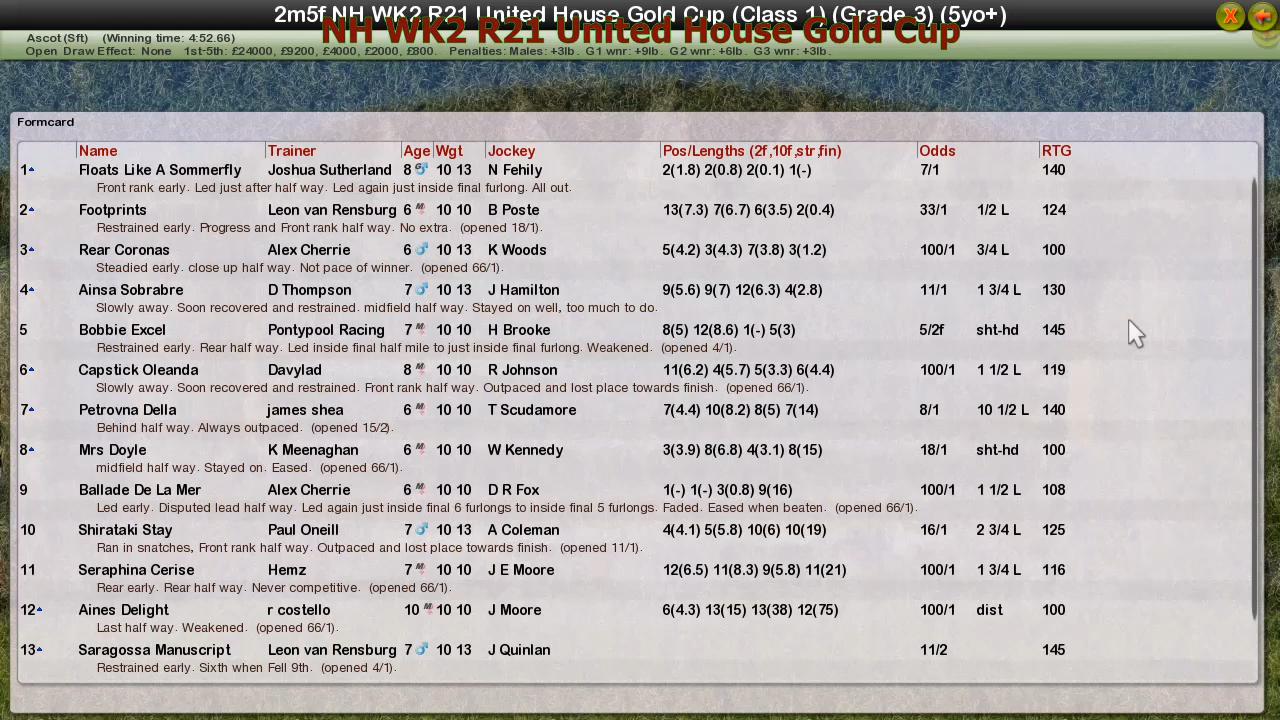 2m5f NH WK2 R21 United House Gold Cup (Class 1) (Grade 3) (5yo+)
NH WK2 R21 United House Gold Cup
Ascot(Sft) (Winning time: 4:52.66)
Open Draw Effect: None 1st-5th: £24000, £9200, £4000, £2000, £800. Penalties: Males: +3lb. G1 wnr: +9lb. G2 wnr: +6lb. G3 wnr: +3lb.
Formcard
Name Trainer Age Wgt Jockey Pos/Lengths (2f,10f,str,fin) Odds RTG
1 Floats Like A Sommerfly Joshua Sutherland 8 10 13 N Fehily 2(1.8) 2(0.8) 2(0.1) 1(-) 7/1 140
Front rank early. Led just after half way. Led again just inside final furlong. All out.
2 Footprints Leon van Rensburg 6 10 10 B Poste 13(7.3) 7(6.7) 6(3.5) 2(0.4) 33/1 1/2 L 124
Restrained early. Progress and Front rank half way. No extra. (opened 18/1).
3 Rear Coronas Alex Cherrie 6 10 13 K Woods 5(4.2) 3(4.3) 7(3.8) 3(1.2) 100/1 3/4 L 100
Steadied early. close up half way. Not pace of winner. (opened 66/1).
4 Ainsa Sobrabre D Thompson 7 10 13 J Hamilton 9(5.6) 9(7) 12(6.3) 4(2.8) 11/1 1 3/4 L 130
Slowly away. Soon recovered and restrained. midfield half way. Stayed on well, too much to do.
5 Bobbie Excel Pontypool Racing 7 10 10 H Brooke 8(5) 12(8.6) 1(-) 5(3) 5/2f sht-hd 145
Restrained early. Rear half way. Led inside final half mile to just inside final furlong. Weakened. (opened 4/1).
6 Capstick Oleanda Davylad 8 10 10 R Johnson 11(6.2) 4(5.7) 5(3.3) 6(4.4) 100/1 1 1/2 L 119
Slowly away. Soon recovered and restrained. Front rank half way. Outpaced and lost place towards finish. (opened 66/1).
7 Petrovna Della james shea 6 10 10 T Scudamore 7(4.4) 10(8.2) 8(5) 7(14) 8/1 10 1/2 L 140
Behind half way. Always outpaced. (opened 15/2).
8 Mrs Doyle K Meenaghan 6 10 10 W Kennedy 3(3.9) 8(6.8) 4(3.1) 8(15) 18/1 sht-hd 100
midfield half way. Stayed on. Eased. (opened 66/1).
9 Ballade De La Mer Alex Cherrie 6 10 10 D R Fox 1(-) 1(-) 3(0.8) 9(16) 100/1 1 1/2 L 108
Led early. Disputed lead half way. Led again just inside final 6 furlongs to inside final 5 furlongs. Faded. Eased when beaten. (opened 66/1).
10 Shirataki Stay Paul Oneill 7 10 13 A Coleman 4(4.1) 5(5.8) 10(6) 10(19) 16/1 2 3/4 L 125
Ran in snatches, Front rank half way. Outpaced and lost place towards finish. (opened 11/1).
11 Seraphina Cerise Hemz 7 10 10 J E Moore 12(6.5) 11(8.3) 9(5.8) 11(21) 100/1 1 3/4 L 116
Rear early. Rear half way. Never competitive. (opened 66/1).
12 Aines Delight r costello 10 10 10 J Moore 6(4.3) 13(15) 13(38) 12(75) 100/1 dist 100
Last half way. Weakened. (opened 66/1).
13 Saragossa Manuscript Leon van Rensburg 7 10 13 J Quinlan 11/2 145
Restrained early. Sixth when Fell 9th. (opened 4/1).